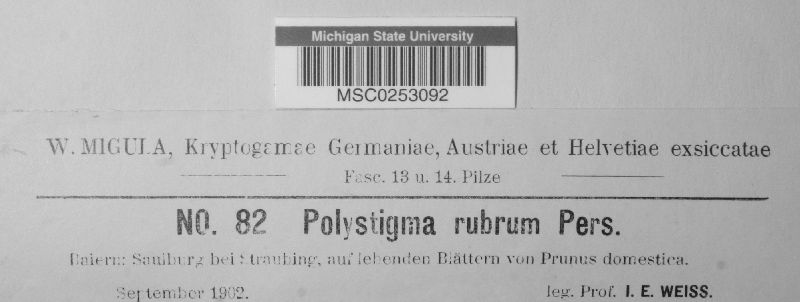 Michigan State University
MSC0253092
W. MIGULA, Kryptogamae Germaniae, Austriae et Helvetiae exsiccatae
Fasc. 13 u. 14. Pilze
NO. 82 Polystigma rubrum Pers.
Baiern: Saulburg bei Straubing, auf lebenden Blättern von Prunus domestica.
September 1902.
leg. Prof. I. E. WEISS.